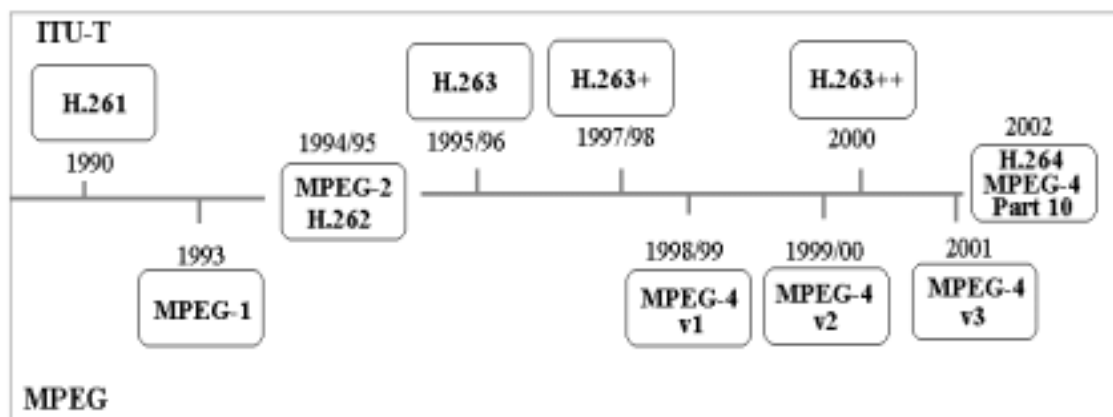 ITU-T
H.261
1990
1993
MPEG-1
1994/95
MPEG-2
H.262
H.263
1995/96
H.263+
1997/98
1998/99
MPEG-4
v1
1999/00
MPEG-4
v2
H.263++
2000
2001
MPEG-4
v3
2002
H.264
MPEG-4
Part 10
MPEG